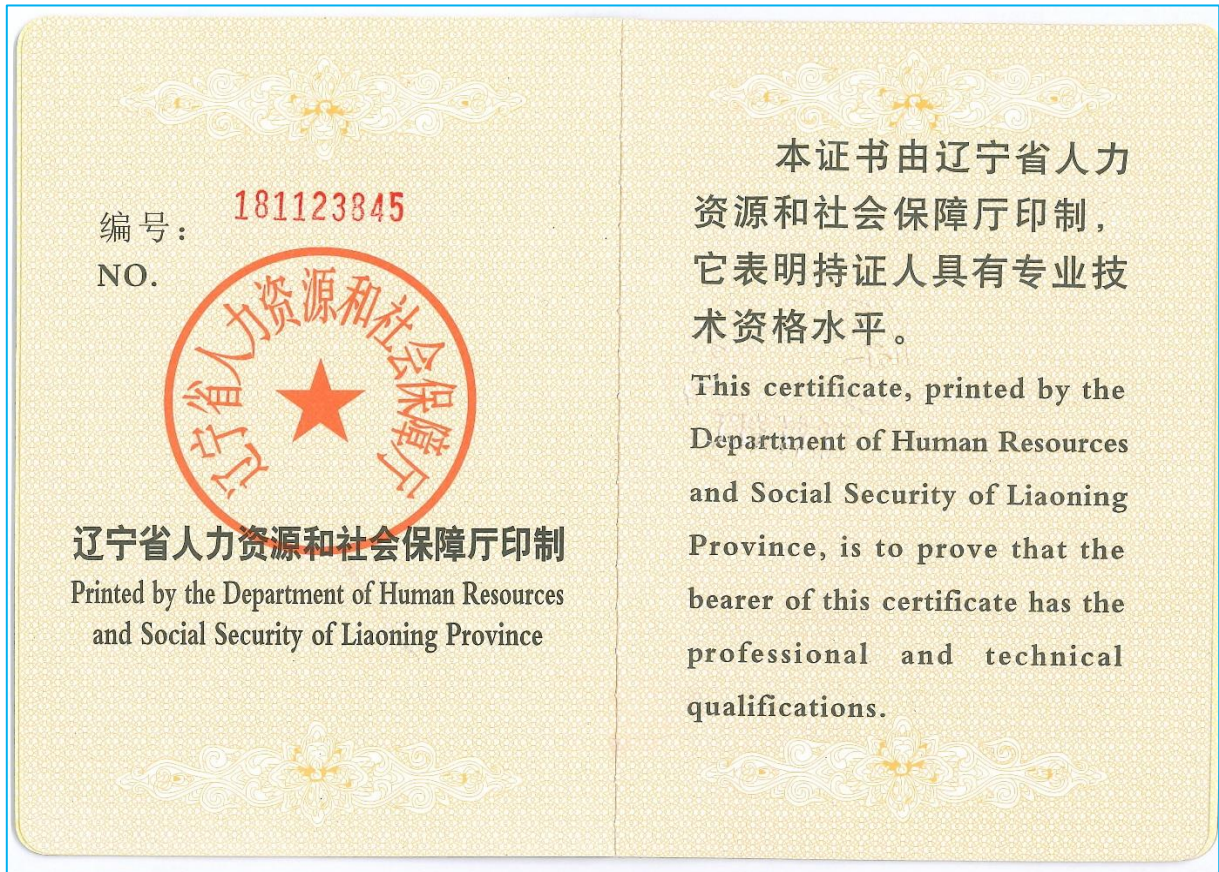 编号：
181123845
NO.
辽宁省人力资源和社会保障厅
辽宁省人力资源和社会保障厅印制
Printed by the Department of Human Resources
and Social Security of Liaoning Province
本证书由辽宁省人力
资源和社会保障厅印制，
它表明持证人具有专业技
术资格水平。
This certificate, printed by the
Department of Human Resources
and Social Security of Liaoning
Province, is to prove that the
bearer of this certificate has the
professional and technical
qualifications.